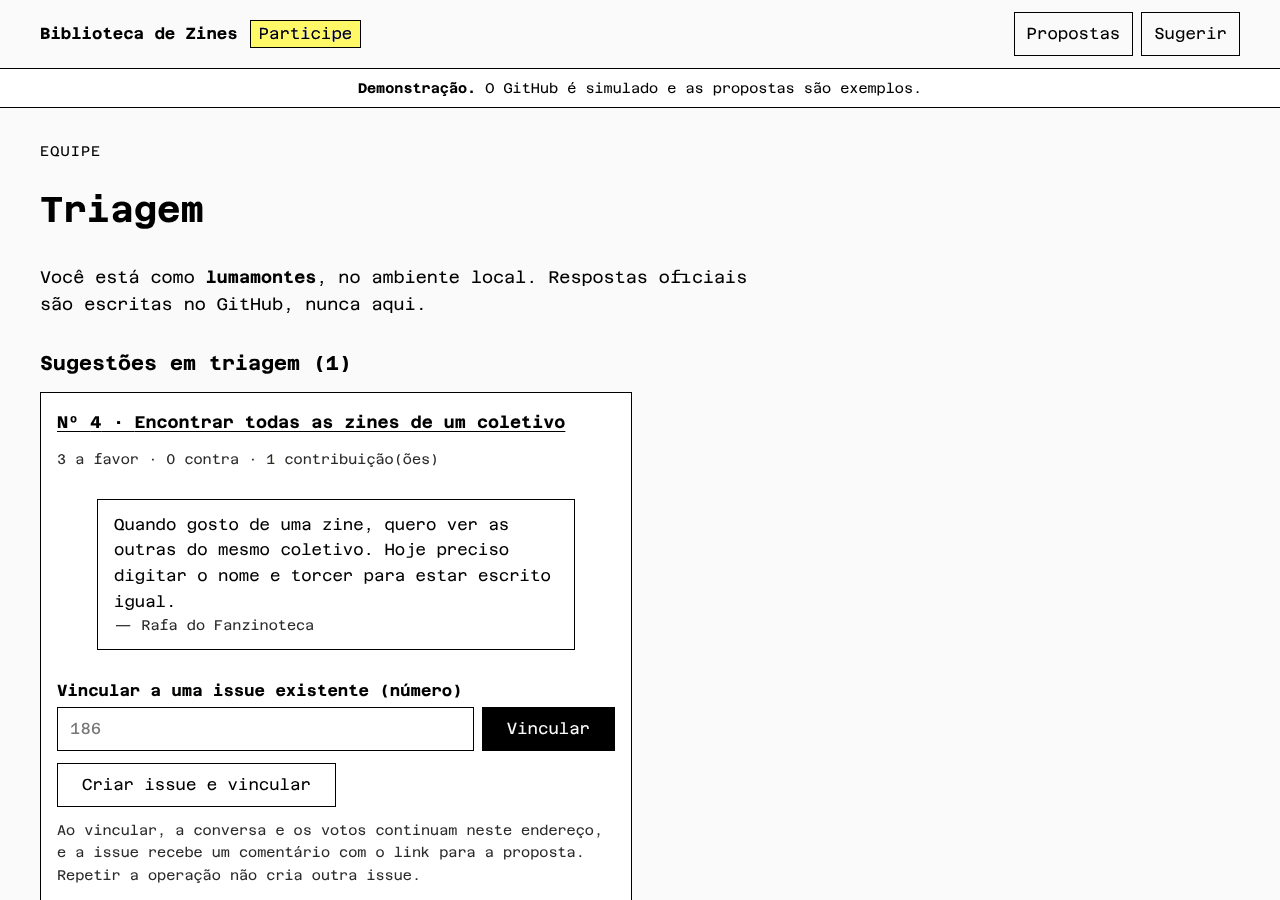 Biblioteca de Zines Participe
Propostas Sugerir
Demonstração. O GitHub é simulado e as propostas são exemplos.
EQUIPE
Triagem
Você está como lumamontes, no ambiente local. Respostas oficiais
são escritas no GitHub, nunca aqui.
Sugestões em triagem (1)
Nº 4 · Encontrar todas as zines de um coletivo
3 a favor · 0 contra · 1 contribuição(ões)
Quando gosto de uma zine, quero ver as
outras do mesmo coletivo. Hoje preciso
digitar o nome e torcer para estar escrito
igual.
— Rafa do Fanzinoteca
Vincular a uma issue existente (número)
186 Vincular
Criar issue e vincular
Ao vincular, a conversa e os votos continuam neste endereço,
e a issue recebe um comentário com o link para a proposta.
Repetir a operação não cria outra issue.